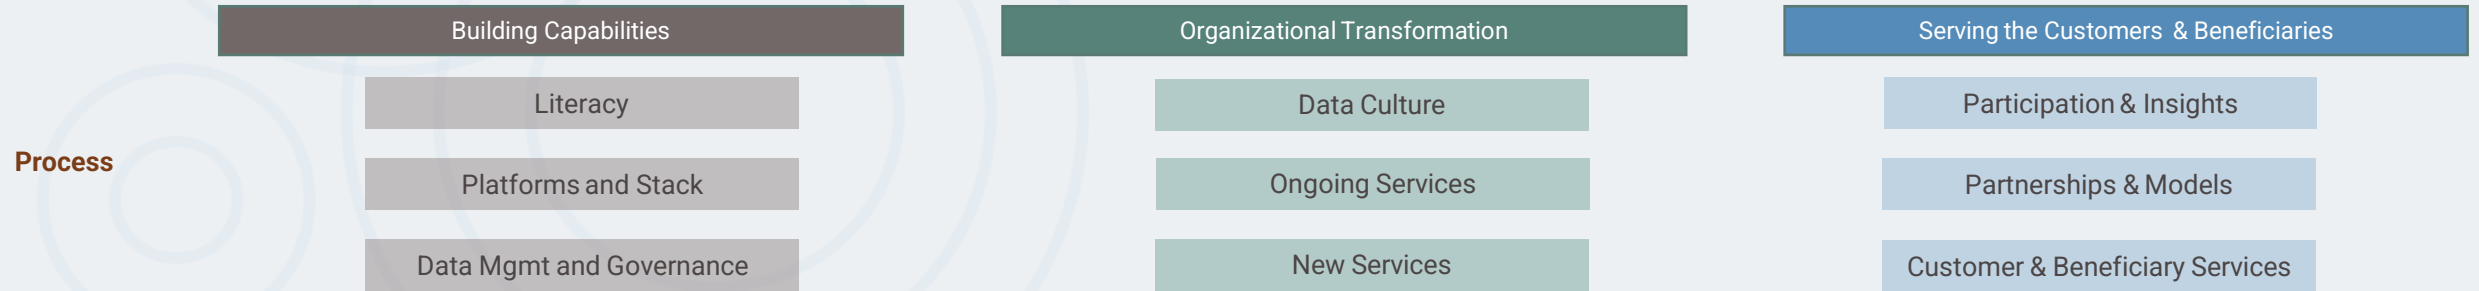 Building Capabilities
Organizational Transformation
Serving the Customers & Beneficiaries
Process
Literacy
Platforms and Stack
Data Mgmt and Governance
Data Culture
Ongoing Services
New Services
Participation & Insights
Partnerships & Models
Customer & Beneficiary Services